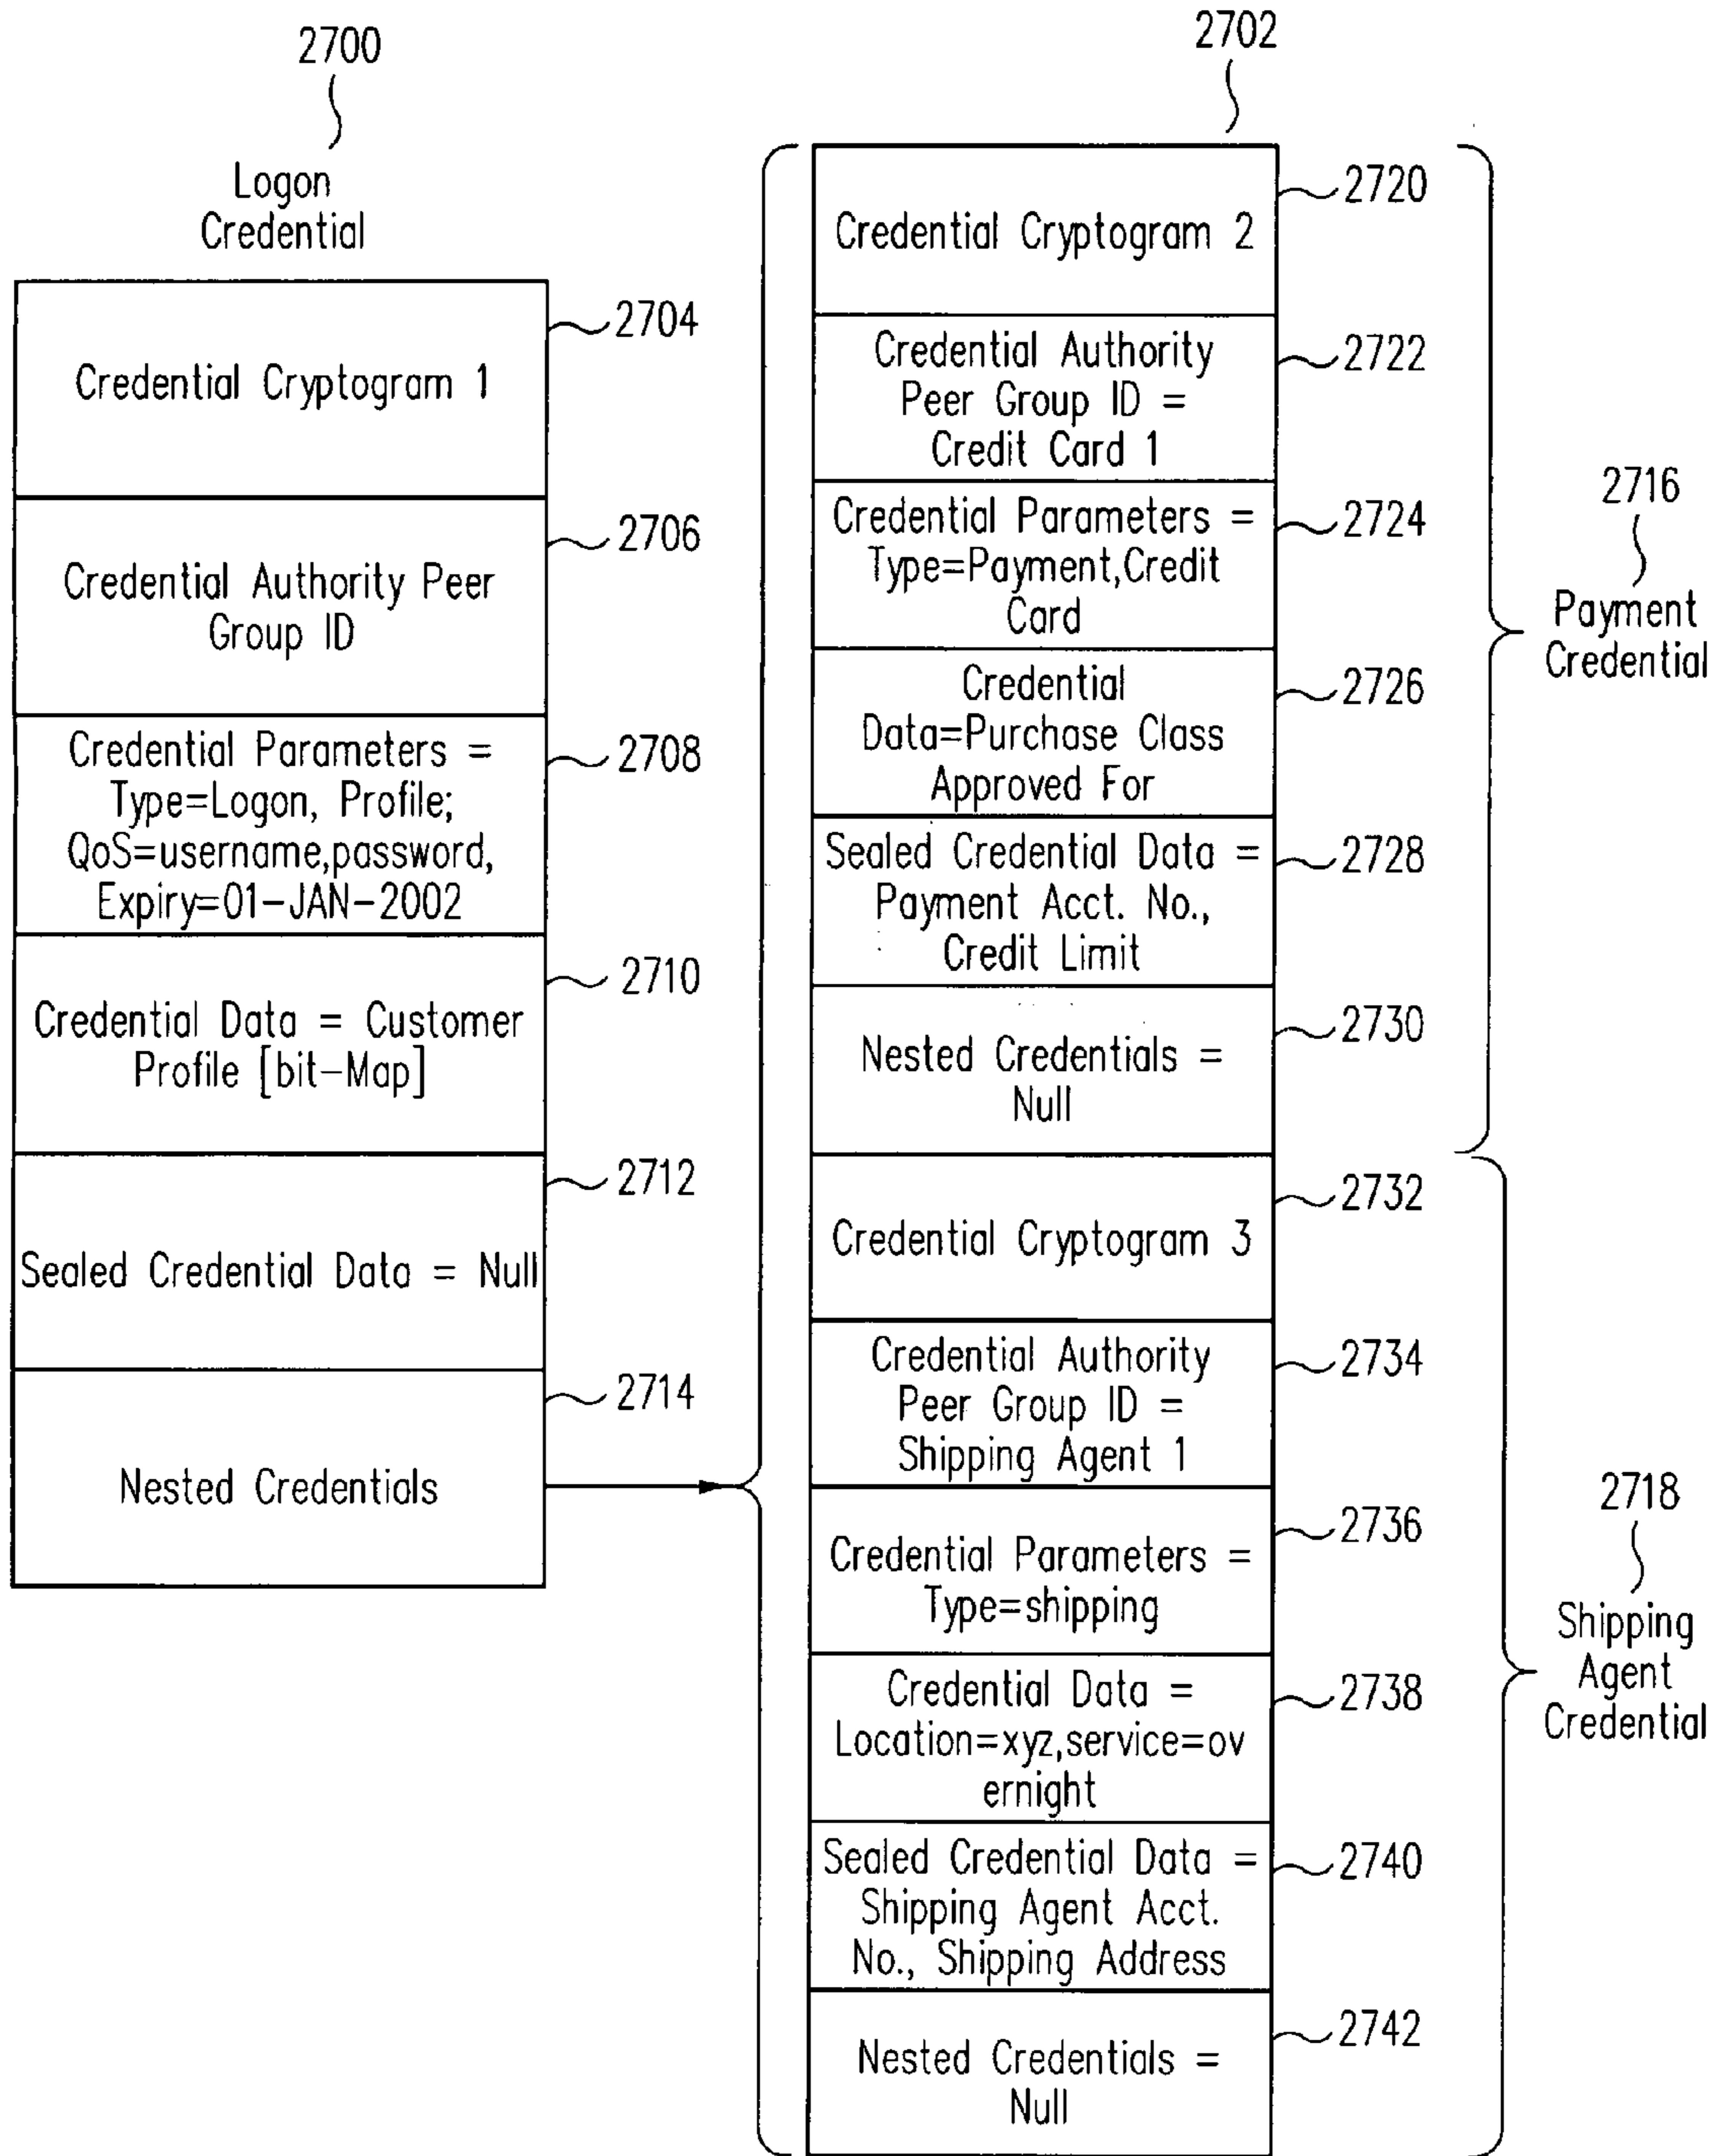 2700
Logon
Credential
Credential Cryptogram 1
2704
Credential Authority Peer
Group ID
2706
Credential Parameters =
Type=Logon, Profile;
QoS=username,password,
Expiry=01-JAN-2002
2708
Credential Data = Customer
Profile [bit-Map]
2710
Sealed Credential Data = Null
2712
Nested Credentials
2714
2702
Credential Cryptogram 2
2720
Credential Authority
Peer Group ID =
Credit Card 1
2722
Credential Parameters =
Type=Payment,Credit
Card
2724
Credential
Data=Purchase Class
Approved For
2726
Sealed Credential Data =
Payment Acct. No.,
Credit Limit
2728
Nested Credentials =
Null
2730
2716
Payment
Credential
Credential Cryptogram 3
2732
Credential Authority
Peer Group ID =
Shipping Agent 1
2734
Credential Parameters =
Type=shipping
2736
Credential Data =
Location=xyz,service=ov
ernight
2738
Sealed Credential Data =
Shipping Agent Acct.
No., Shipping Address
2740
Nested Credentials =
Null
2742
2718
Shipping
Agent
Credential